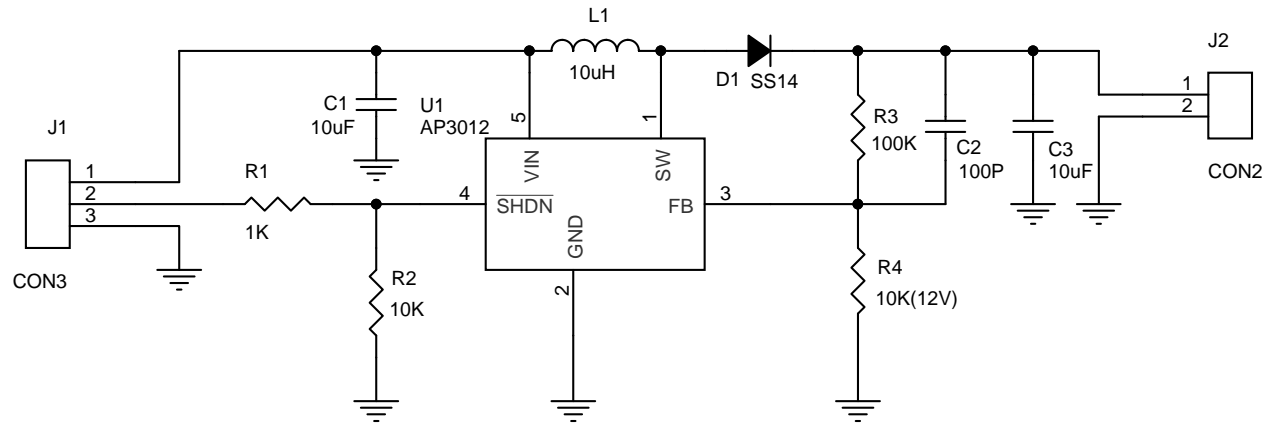 L1
10uH
D1 SS14
J2
1
2
CON2
C1
10uF
U1
AP3012
5
VIN
1
SW
R3
100K
C2
100P
C3
10uF
J1
1
2
3
CON3
R1
1K
4
SHDN
FB
3
GND
2
R2
10K
R4
10K(12V)